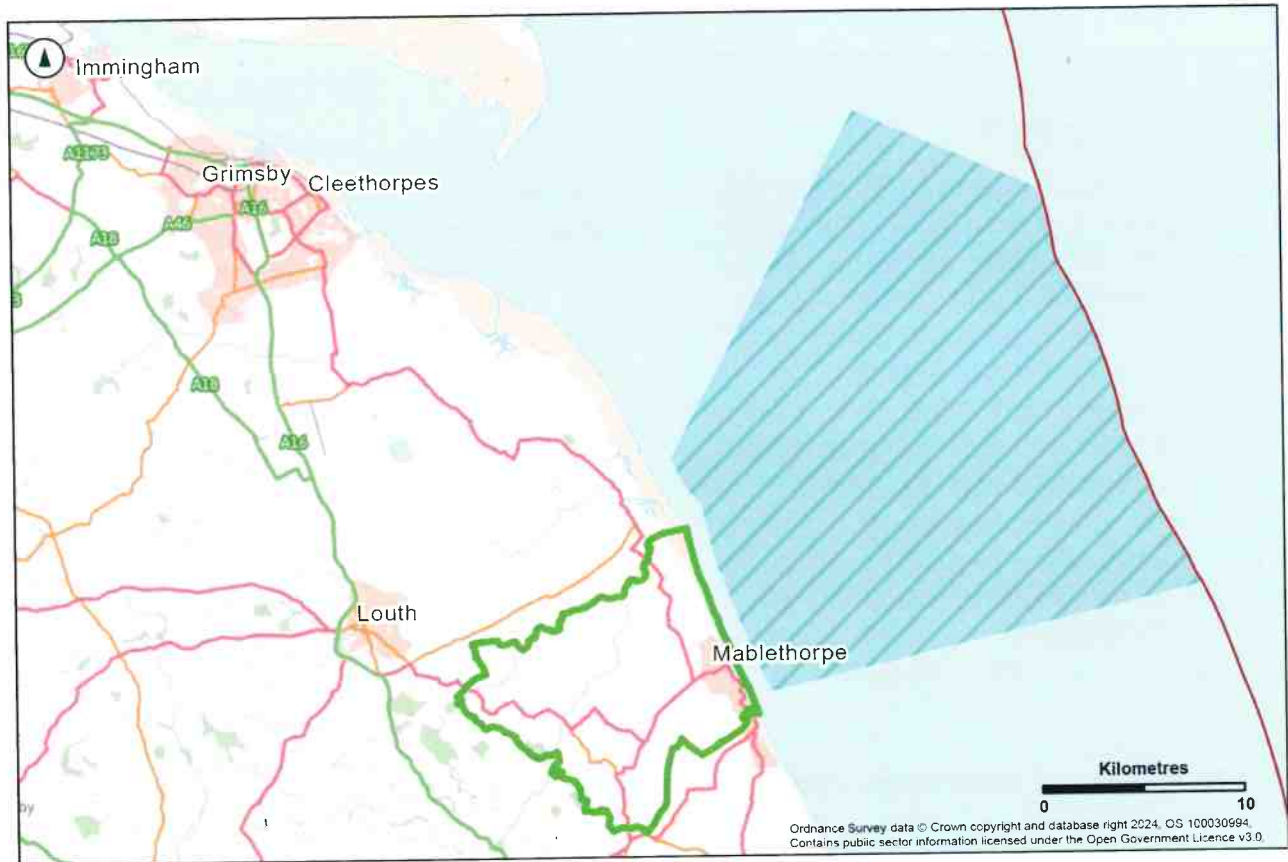 Immingham
A1173
Grimsby
Cleethorpes
A16
A46
A18
A18
A16
Louth
Mablethorpe
Kilometres
0 10
Ordnance Survey data © Crown copyright and database right 2024, OS 100030994,
Contains public sector information licensed under the Open Government Licence v3.0.